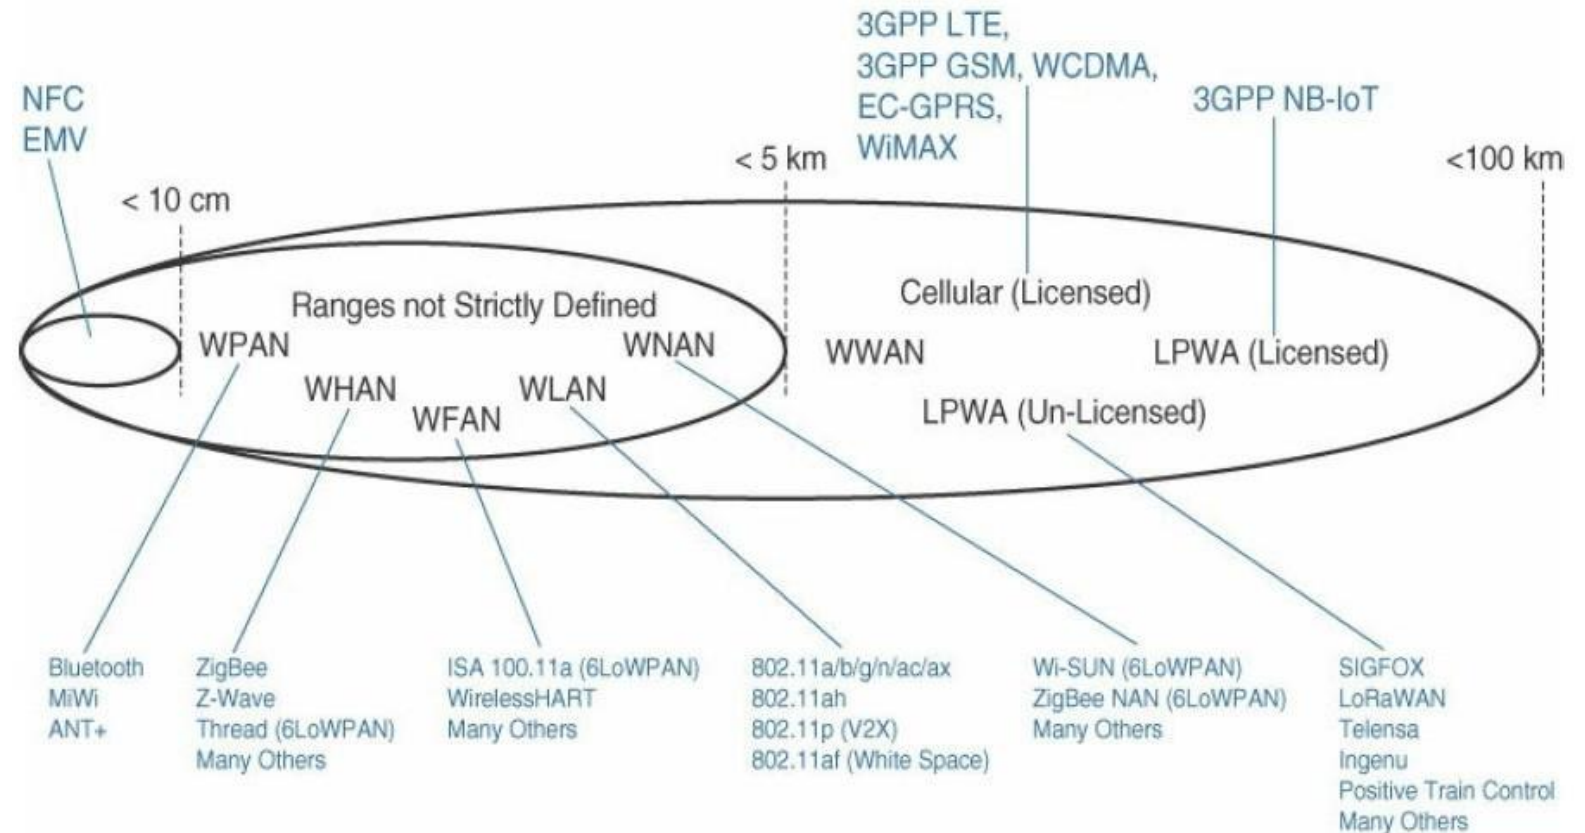 3GPP LTE,
3GPP GSM, WCDMA,
EC-GPRS,
WiMAX
3GPP NB-IoT
NFC
EMV
< 10 cm
< 5 km
<100 km
Ranges not Strictly Defined
Cellular (Licensed)
WPAN
WNAN
WWAN
LPWA (Licensed)
WHAN
WLAN
WFAN
LPWA (Un-Licensed)
Bluetooth
MiWi
ANT+
ZigBee
Z-Wave
Thread (6LoWPAN)
Many Others
ISA 100.11a (6LoWPAN)
WirelessHART
Many Others
802.11a/b/g/n/ac/ax
802.11ah
802.11p (V2X)
802.11af (White Space)
Wi-SUN (6LoWPAN)
ZigBee NAN (6LoWPAN)
Many Others
SIGFOX
LoRaWAN
Telensa
Ingenu
Positive Train Control
Many Others